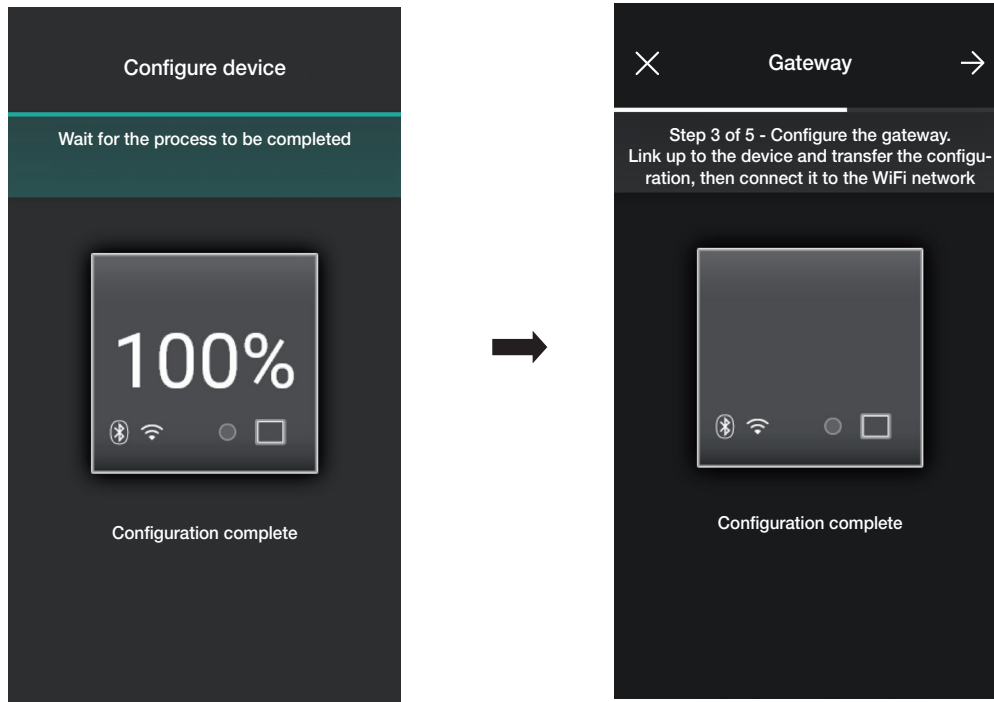 Configure device
Wait for the process to be completed
100%
Configuration complete
Gateway
Step 3 of 5 - Configure the gateway.
Link up to the device and transfer the configu-
ration, then connect it to the WiFi network
Configuration complete